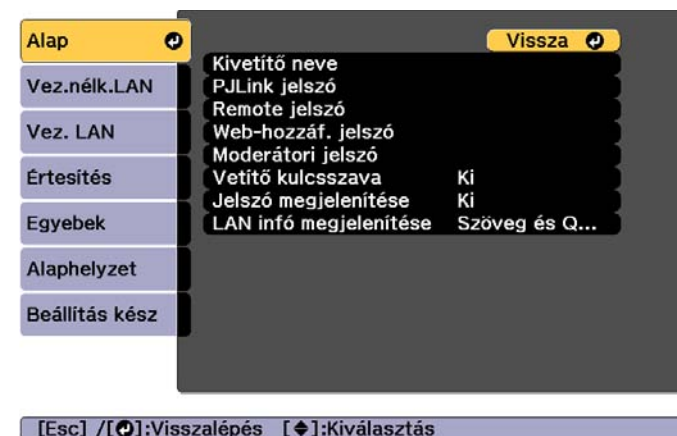 Alap
Vez.nélk.LAN
Vez. LAN
Értesítés
Egyebek
Alaphelyzet
Beállítás kész
Vissza
Kivetítő neve
PJLink jelszó
Remote jelszó
Web-hozzáf. jelszó
Moderátori jelszó
Vetítő kulcsszava Ki
Jelszó megjelenítése Ki
LAN infó megjelenítése Szöveg és Q...
[Esc] /[⏎]:Visszalépés [◆]:Kiválasztás